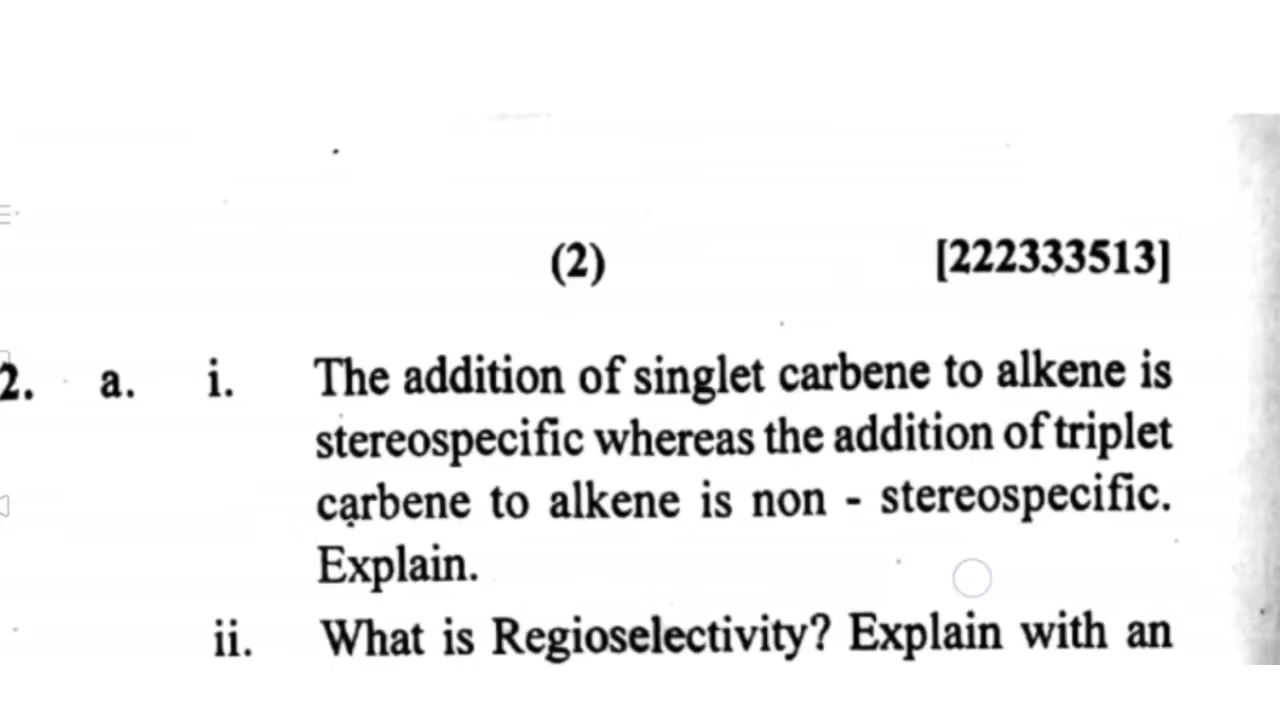 (2) [222333513]
2. a. i. The addition of singlet carbene to alkene is
stereospecific whereas the addition of triplet
carbene to alkene is non - stereospecific.
Explain.
ii. What is Regioselectivity? Explain with an